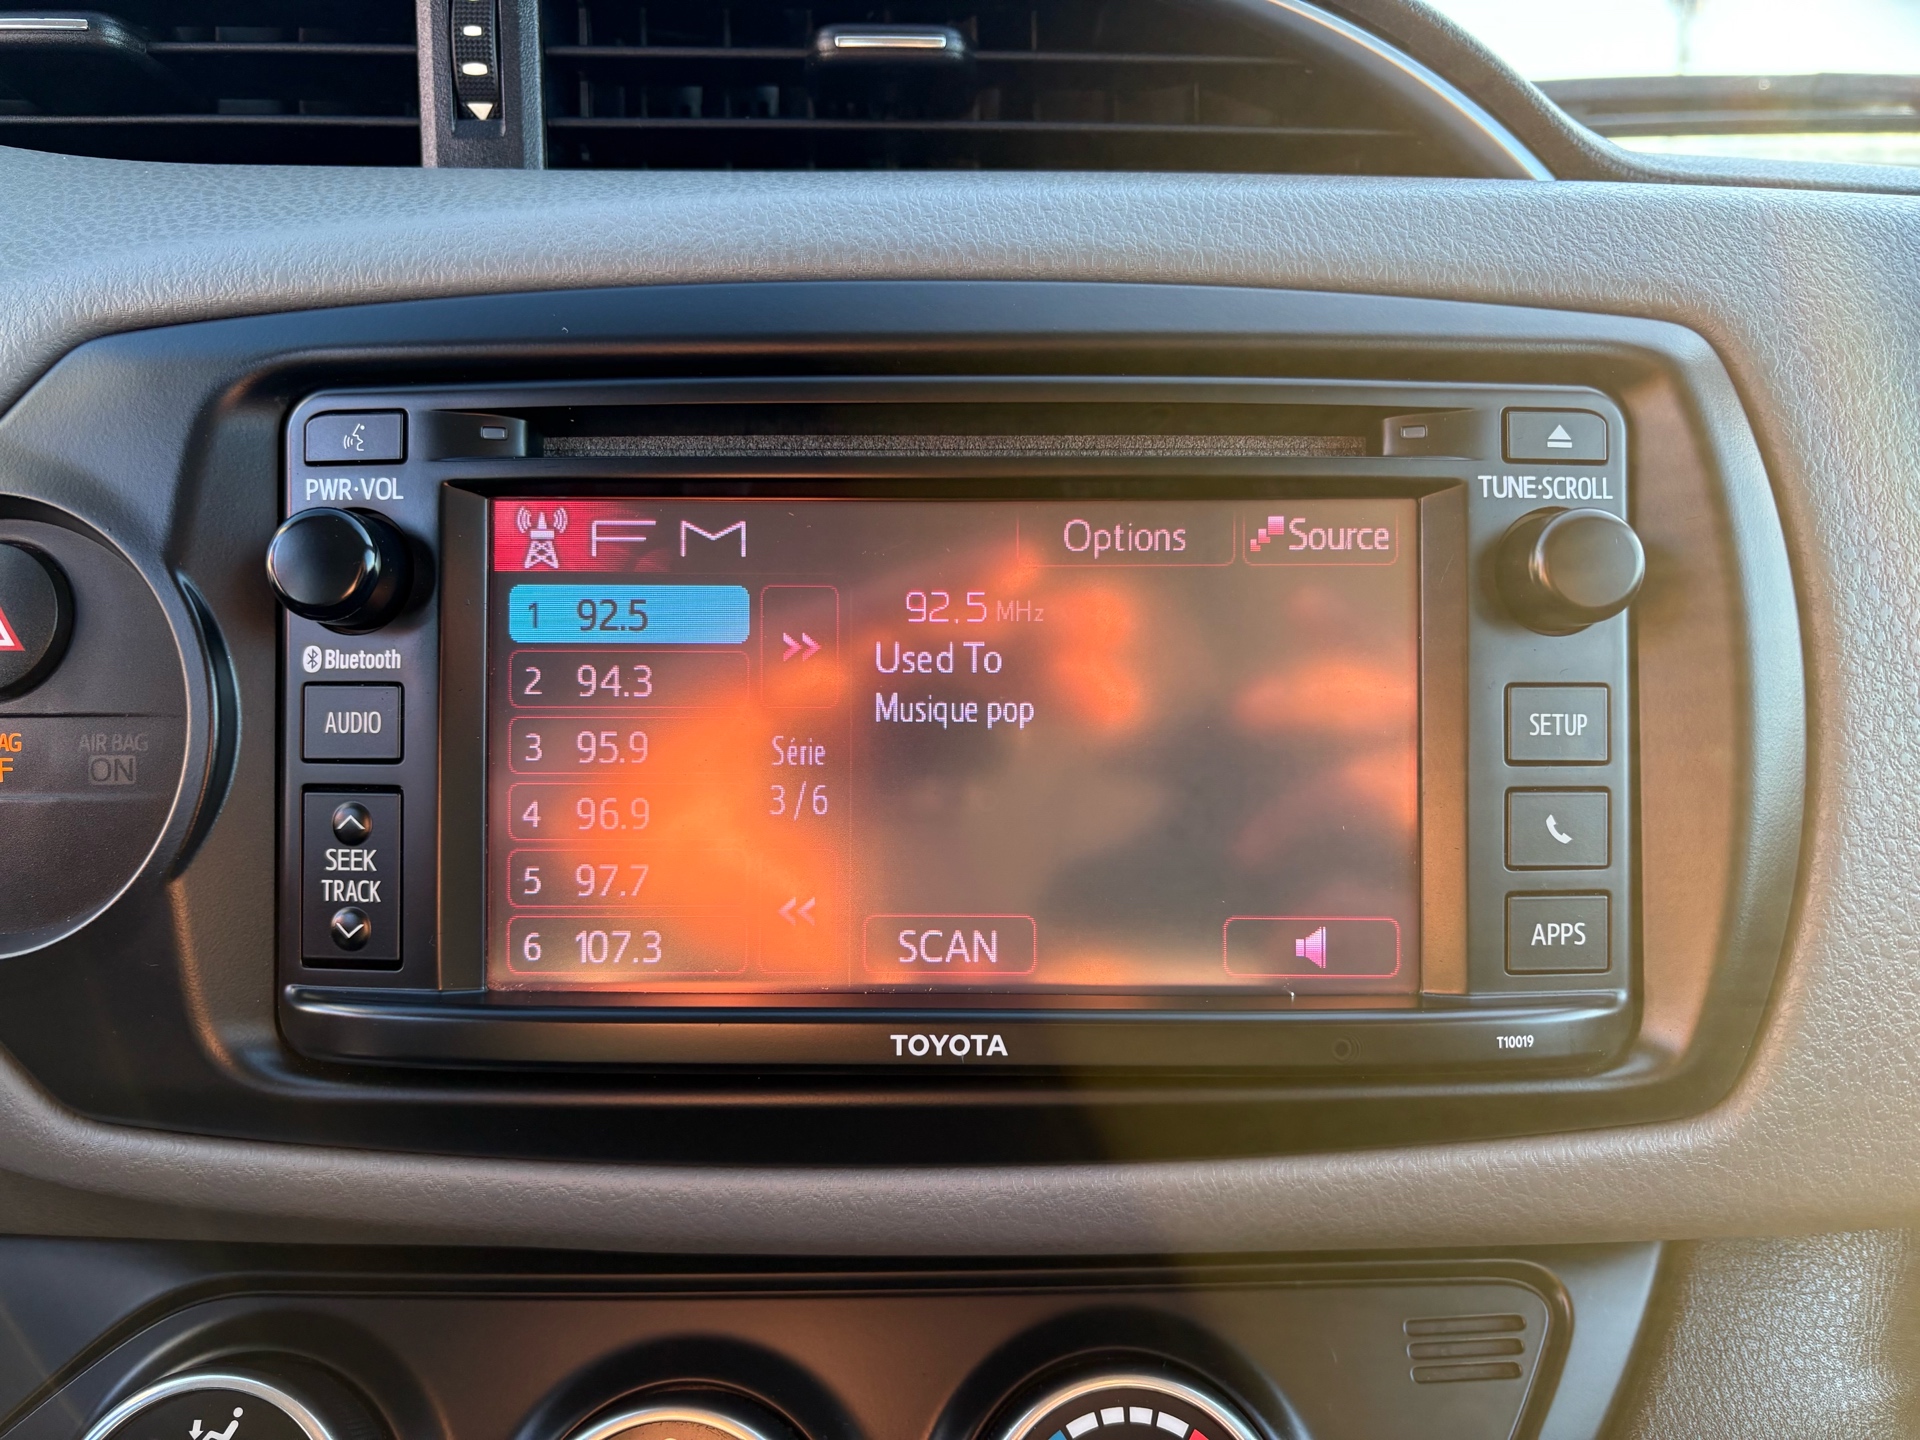 PWR·VOL
TUNE·SCROLL
FM
Options
Source
1 92.5
92.5 MHz
Used To
Bluetooth
2 94.3
Musique pop
AUDIO
SETUP
3 95.9
Série
3/6
AG
F
AIR BAG
ON
4 96.9
SEEK
TRACK
5 97.7
6 107.3
SCAN
APPS
TOYOTA
T10019